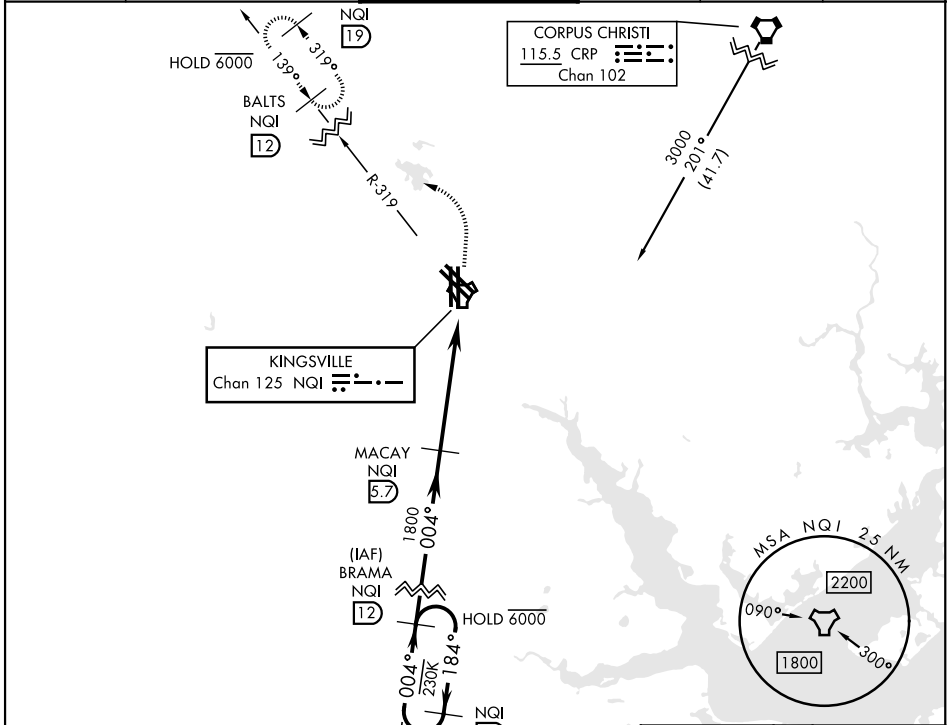 NQI
19
HOLD 6000
319°
139°
BALTS
NQI
12
R-319
CORPUS CHRISTI
115.5 CRP
Chan 102
3000
201°
(41.7)
KINGSVILLE
Chan 125 NQI
MACAY
NQI
5.7
1800
004°
(IAF)
BRAMA
NQI
12
HOLD 6000
004°
230K
184°
NQI
MSA NQI 25 NM
2200
090°
1800
300°